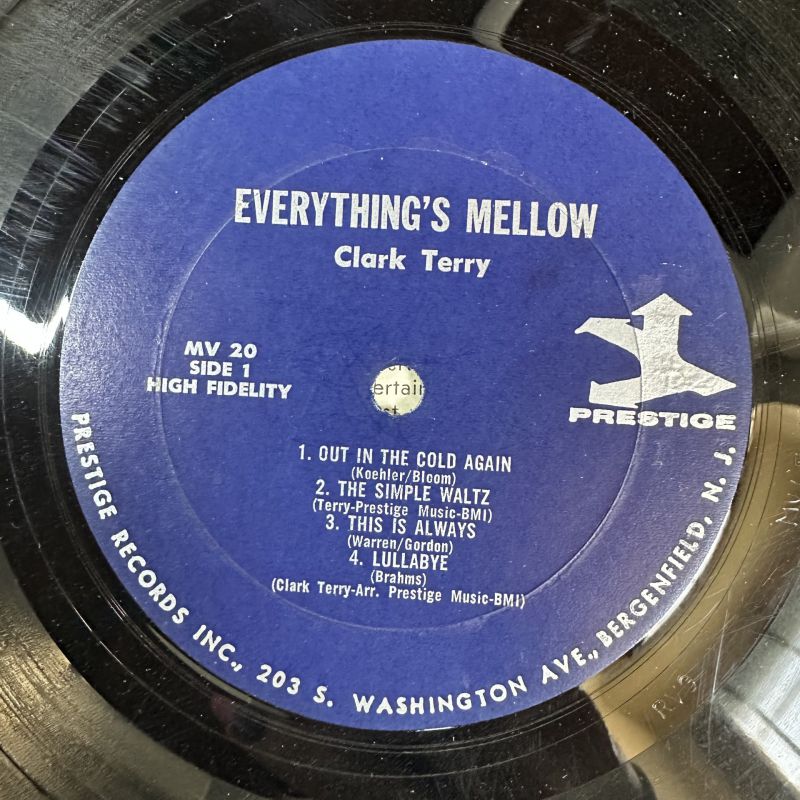 EVERYTHING'S MELLOW
Clark Terry
MV 20
SIDE 1
HIGH FIDELITY
PRESTIGE
1. OUT IN THE COLD AGAIN
(Koehler/Bloom)
2. THE SIMPLE WALTZ
(Terry-Prestige Music-BMI)
3. THIS IS ALWAYS
(Warren/Gordon)
4. LULLABYE
(Brahms)
(Clark Terry-Arr. Prestige Music-BMI)
PRESTIGE RECORDS INC., 203 S. WASHINGTON AVE., BERGENFIELD, N. J.